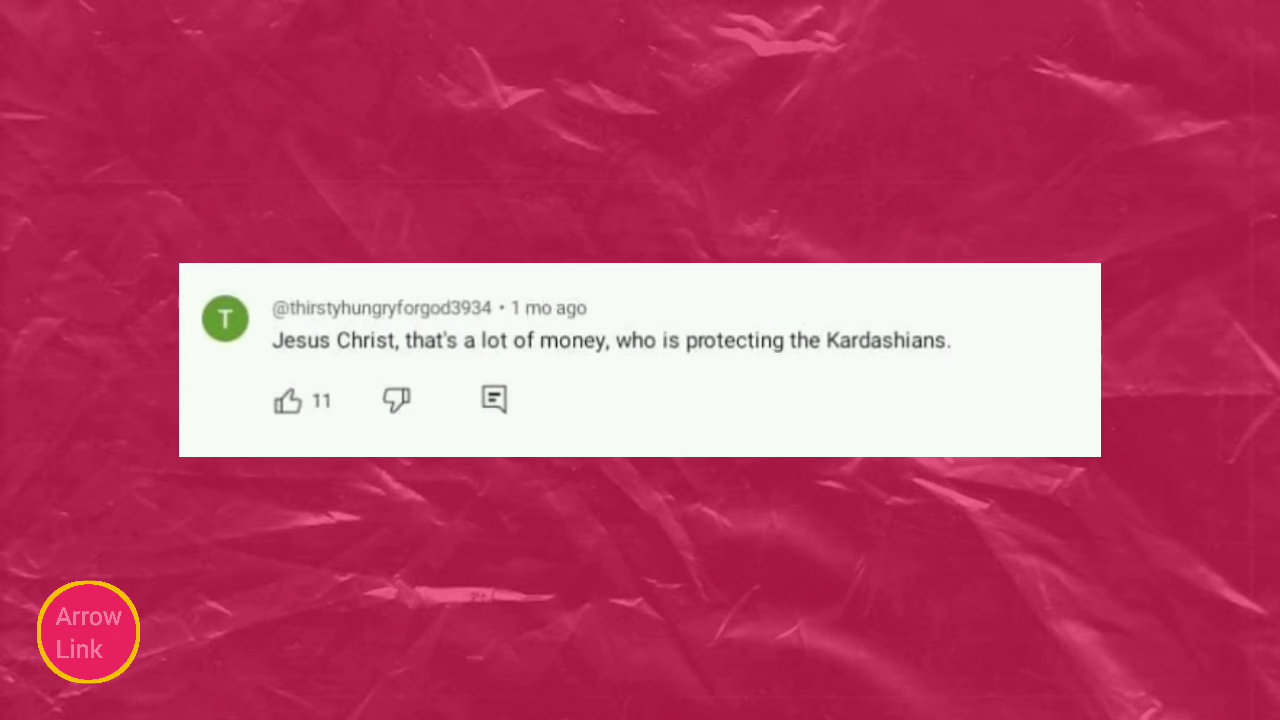 @thirstyhungryforgod3934 • 1 mo ago
Jesus Christ, that's a lot of money, who is protecting the Kardashians.
11
Arrow
Link